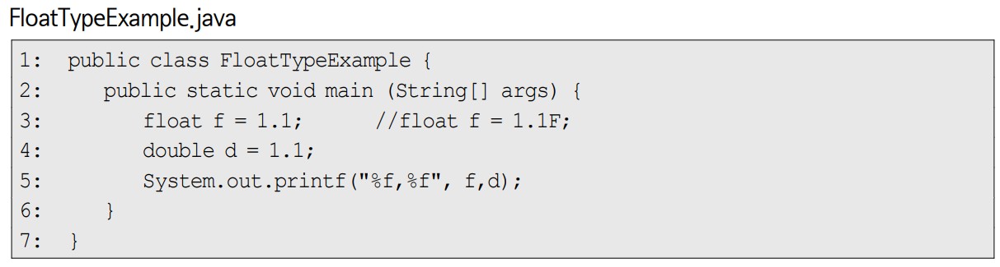 FloatTypeExample.java
1: public class FloatTypeExample {
2: public static void main (String[] args) {
3: float f = 1.1; //float f = 1.1F;
4: double d = 1.1;
5: System.out.printf("%f,%f", f,d);
6: }
7: }